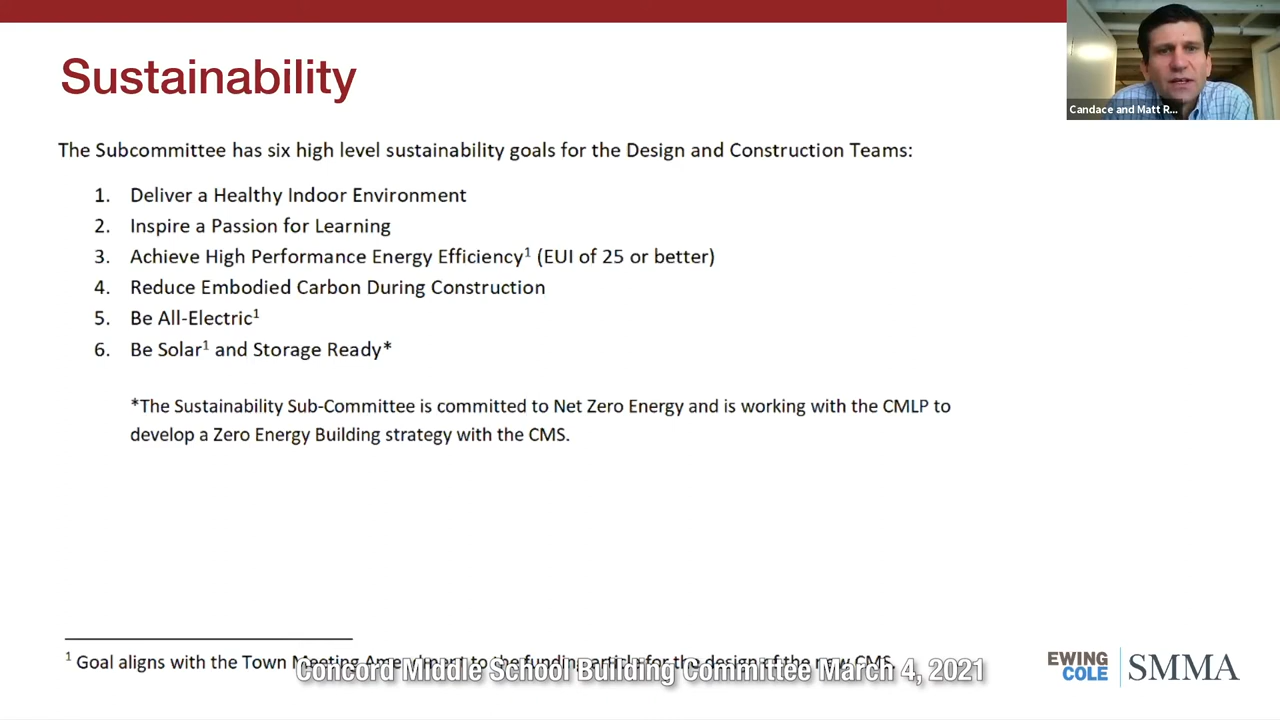 Sustainability
Candace and Matt R...
The Subcommittee has six high level sustainability goals for the Design and Construction Teams:
1. Deliver a Healthy Indoor Environment
2. Inspire a Passion for Learning
3. Achieve High Performance Energy Efficiency¹ (EUI of 25 or better)
4. Reduce Embodied Carbon During Construction
5. Be All-Electric¹
6. Be Solar¹ and Storage Ready*
*The Sustainability Sub-Committee is committed to Net Zero Energy and is working with the CMLP to
develop a Zero Energy Building strategy with the CMS.
¹ Goal aligns with the Town Meeting Amendment to the funding article for the design of the new CMS.
Concord Middle School Building Committee March 4, 2021
EWING
COLE
SMMA